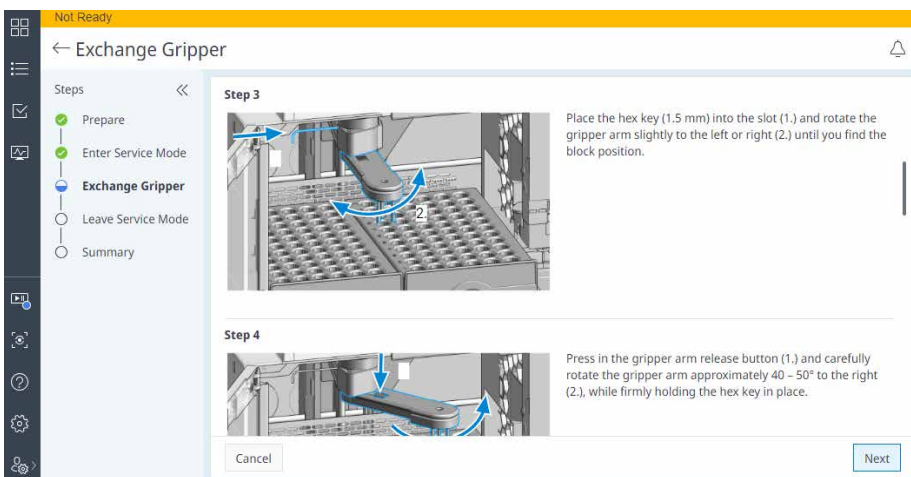 Not Ready
Exchange Gripper
Steps
Prepare
Enter Service Mode
Exchange Gripper
Leave Service Mode
Summary
Step 3
2.
Place the hex key (1.5 mm) into the slot (1.) and rotate the
gripper arm slightly to the left or right (2.) until you find the
block position.
Step 4
Press in the gripper arm release button (1.) and carefully
rotate the gripper arm approximately 40 – 50° to the right
(2.), while firmly holding the hex key in place.
Cancel
Next